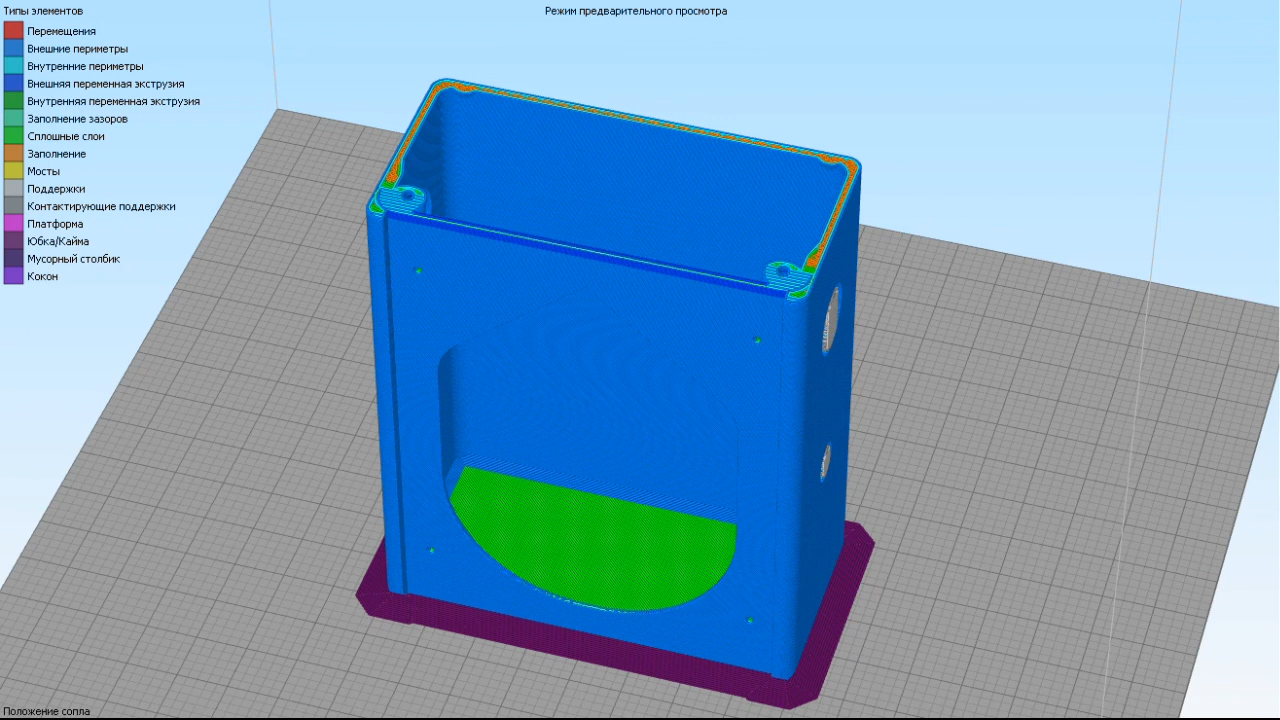 Типы элементов
Режим предварительного просмотра
Перемещения
Внешние периметры
Внутренние периметры
Внешняя переменная экструзия
Внутренняя переменная экструзия
Заполнение зазоров
Сплошные слои
Заполнение
Мосты
Поддержки
Контактирующие поддержки
Платформа
Юбка/Кайма
Мусорный столбик
Кокон
Положение сопла